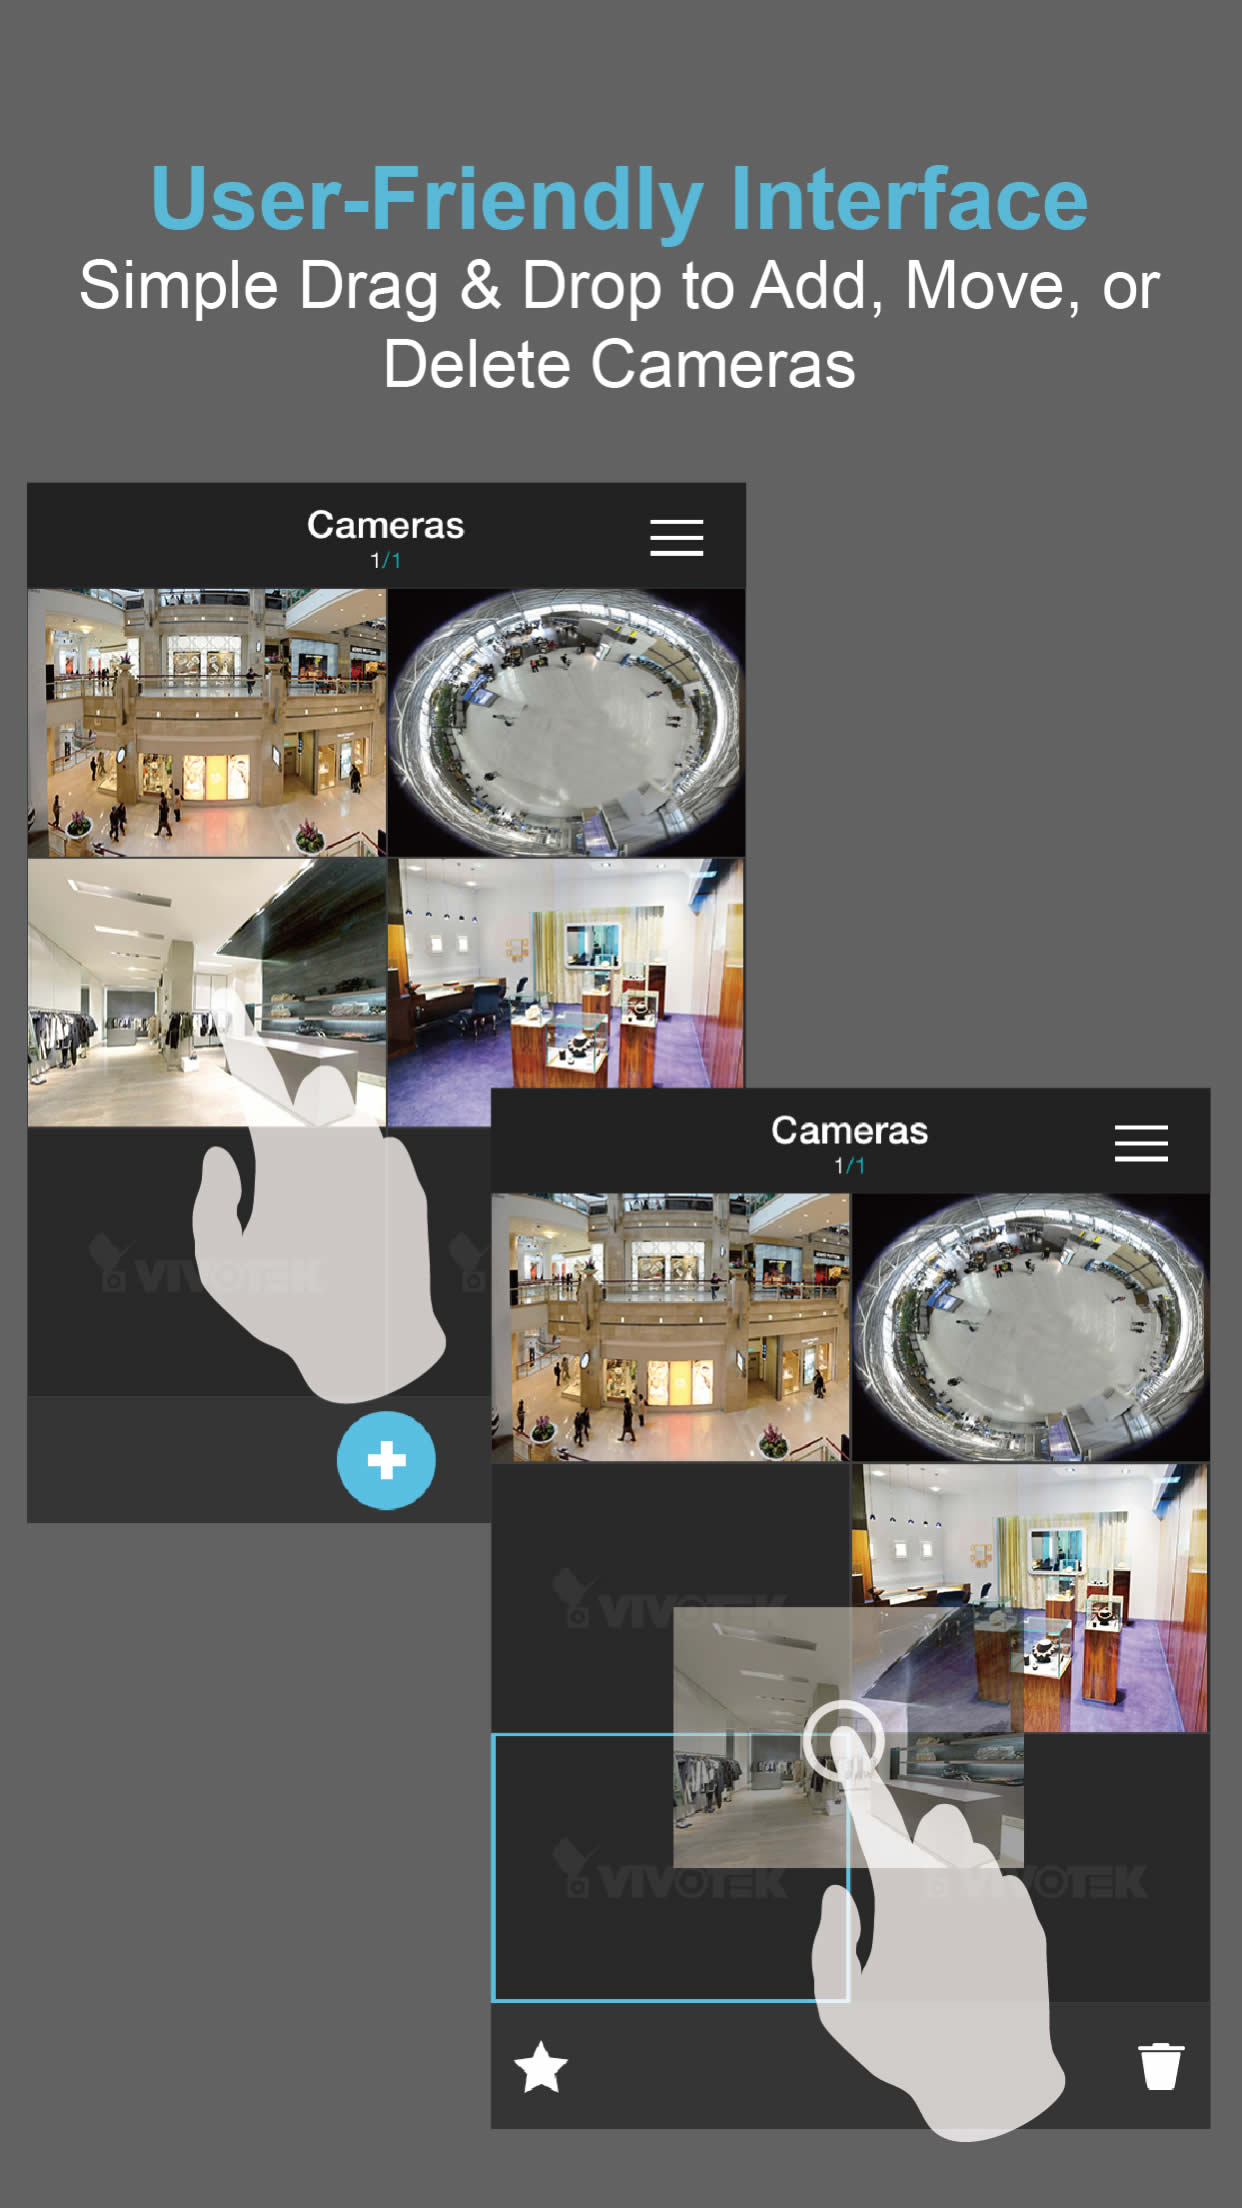 User-Friendly Interface
Simple Drag & Drop to Add, Move, or
Delete Cameras
Cameras
1/1
VIVOTEK
Cameras
1/1
VIVOTEK
VIVOTEK
VIVOTEK